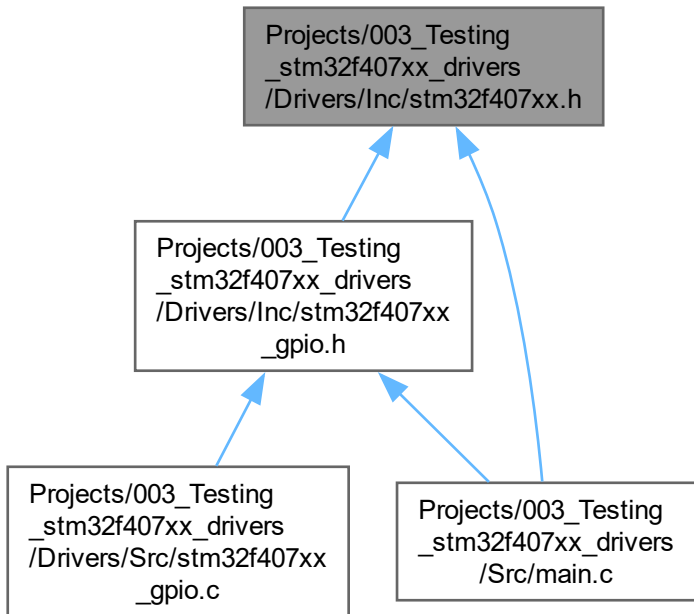 Projects/003_Testing
_stm32f407xx_drivers
/Drivers/Inc/stm32f407xx.h
Projects/003_Testing
_stm32f407xx_drivers
/Drivers/Inc/stm32f407xx
_gpio.h
Projects/003_Testing
_stm32f407xx_drivers
/Drivers/Src/stm32f407xx
_gpio.c
Projects/003_Testing
_stm32f407xx_drivers
/Src/main.c